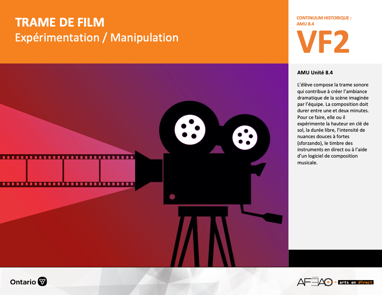 TRAME DE FILM
Expérimentation / Manipulation
CONTINUUM HISTORIQUE :
AMU 8.4
VF2
AMU Unité 8.4
L'élève compose la trame sonore
qui contribue à créer l'ambiance
dramatique de la scène imaginée
par l'équipe. La composition doit
durer entre une et deux minutes.
Pour ce faire, elle ou il
expérimente la hauteur en clé de
sol, la durée libre, l'intensité de
nuances douces à fortes
(sforzando), le timbre des
instruments en direct ou à l'aide
d'un logiciel de composition
musicale.
Ontario
AFÉAO
arts en direct